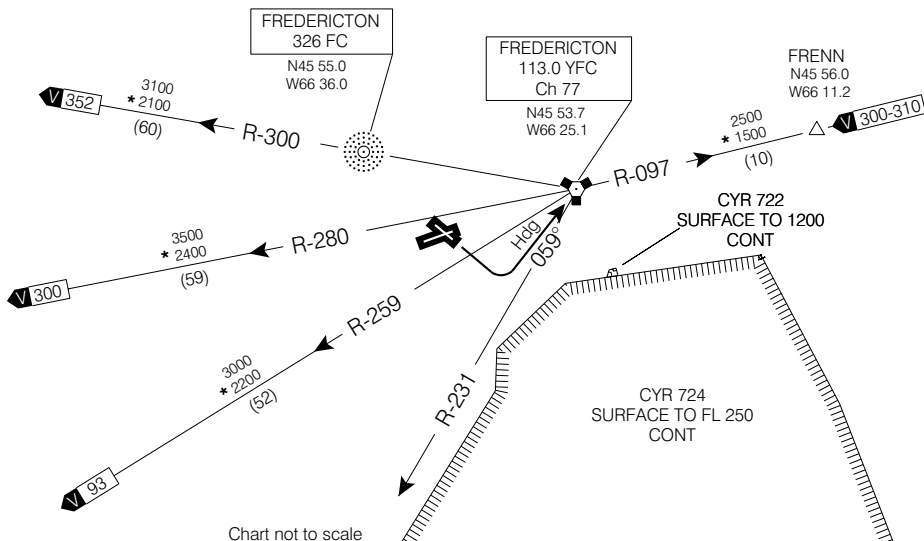 FREDERICTON
326 FC
N45 55.0
W66 36.0
FREDERICTON
113.0 YFC
Ch 77
N45 53.7
W66 25.1
FRENN
N45 56.0
W66 11.2
V 352
3100
* 2100
(60)
R-300
2500
* 1500
(10)
V 300-310
R-097
CYR 722
SURFACE TO 1200
CONT
3500
* 2400
(59)
R-280
V 300
Hdg
059°
R-259
3000
* 2200
(52)
R-231
V 93
CYR 724
SURFACE TO FL 250
CONT
Chart not to scale